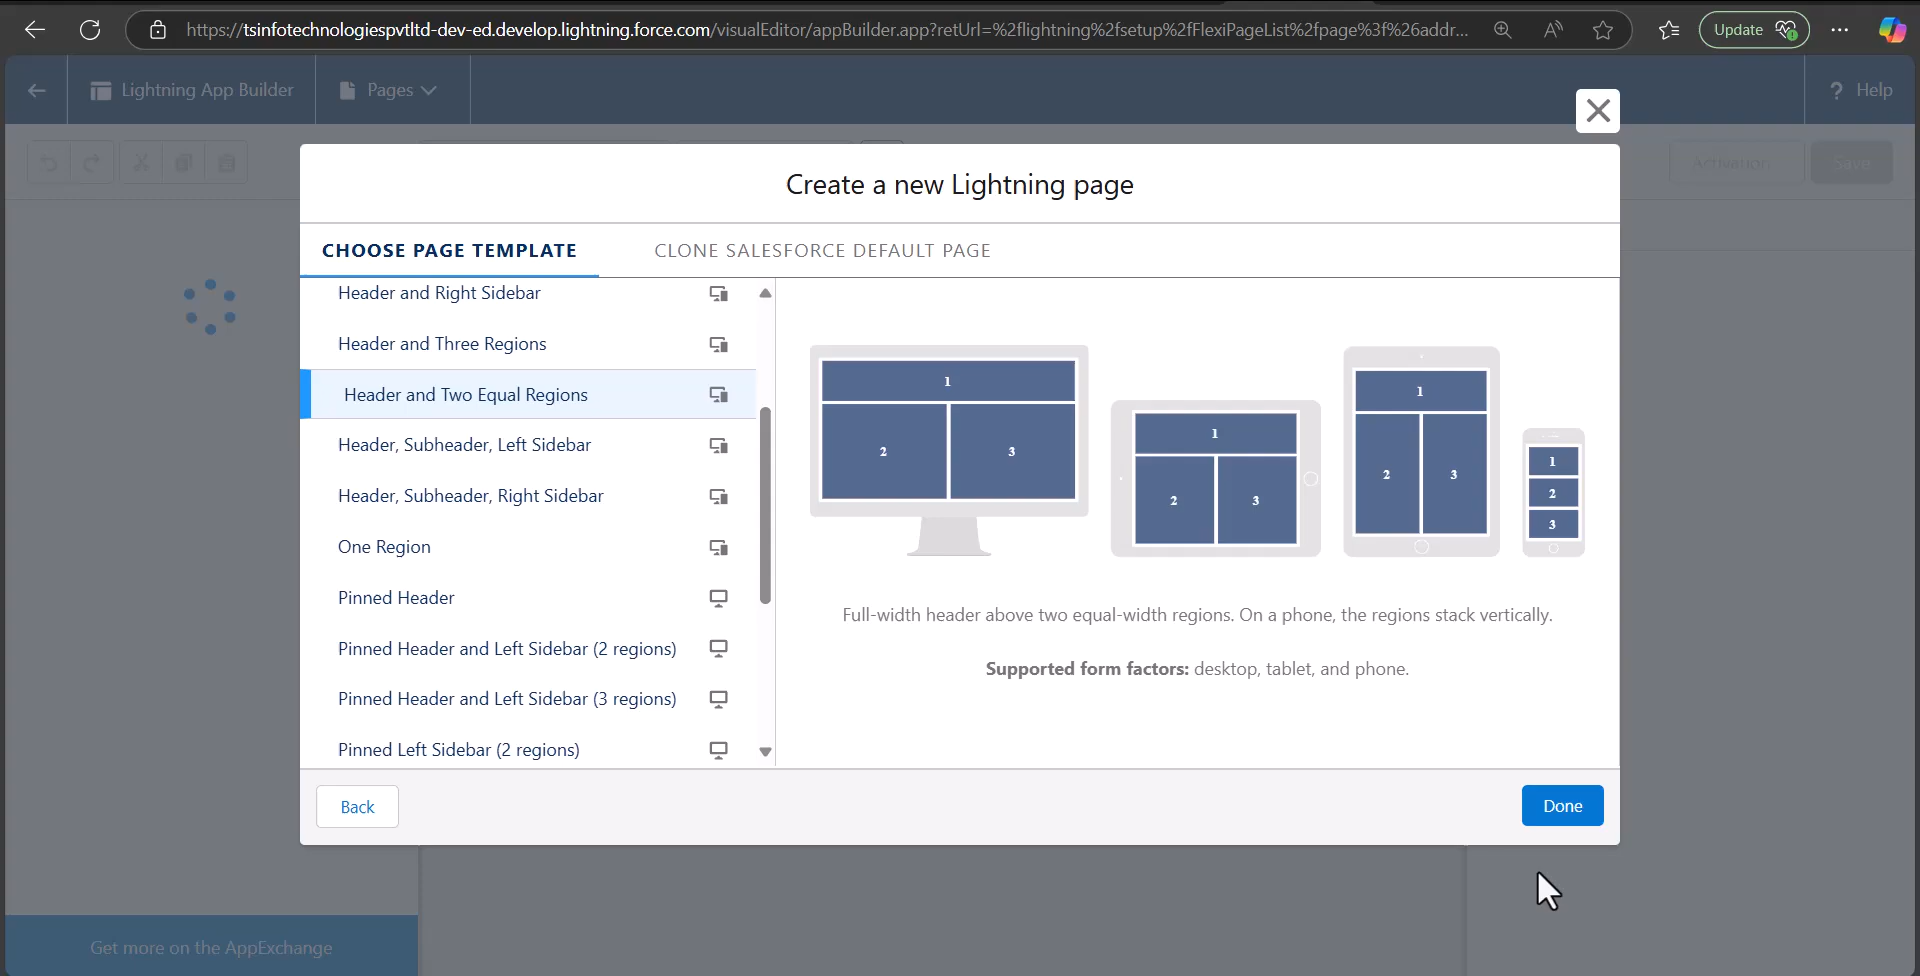 https://tsinfotechnologiespvtltd-dev-ed.develop.lightning.force.com/visualEditor/appBuilder.app?retUrl=%2flightning%2fsetup%2fFlexiPageList%2fpage%3f%26addr...
Update
Lightning App Builder
Pages
? Help
Activation...
Save
Create a new Lightning page
CHOOSE PAGE TEMPLATE
CLONE SALESFORCE DEFAULT PAGE
Header and Right Sidebar
Header and Three Regions
Header and Two Equal Regions
Header, Subheader, Left Sidebar
Header, Subheader, Right Sidebar
One Region
Pinned Header
Pinned Header and Left Sidebar (2 regions)
Pinned Header and Left Sidebar (3 regions)
Pinned Left Sidebar (2 regions)
1
2 3
1
2 3
1
2 3
1
2
3
Full-width header above two equal-width regions. On a phone, the regions stack vertically.
Supported form factors: desktop, tablet, and phone.
Back
Done
Get more on the AppExchange